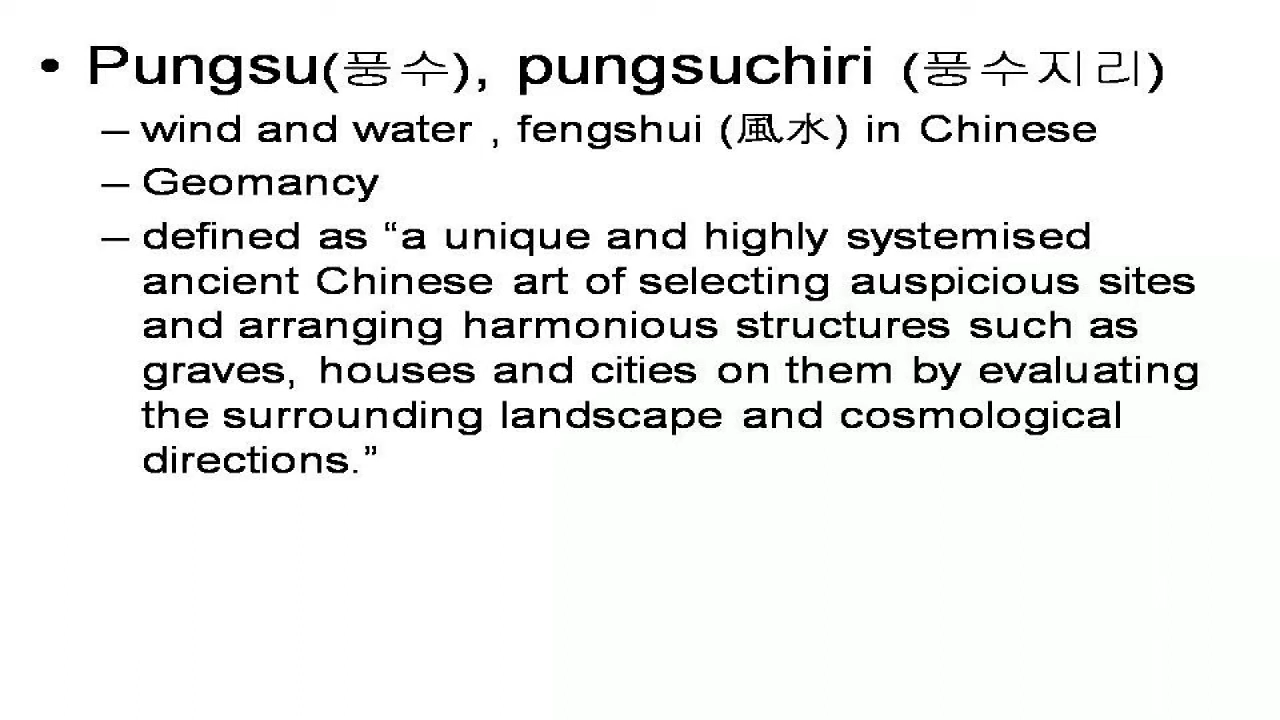 • Pungsu(풍수), pungsuchiri (풍수지리)
– wind and water , fengshui (風水) in Chinese
– Geomancy
– defined as “a unique and highly systemised
ancient Chinese art of selecting auspicious sites
and arranging harmonious structures such as
graves, houses and cities on them by evaluating
the surrounding landscape and cosmological
directions.”